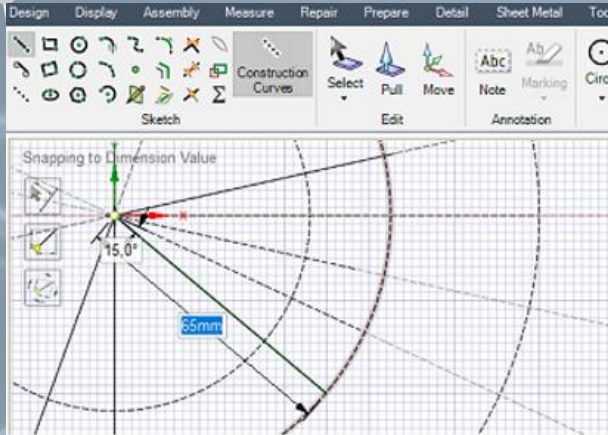 Design Display Assembly Measure Repair Prepare Detail Sheet Metal
Construction
Curves
Select Pull Move
Abc
Note
Ab
Marking
Sketch Edit Annotation
Snapping to Dimension Value
x
15,0°
65mm